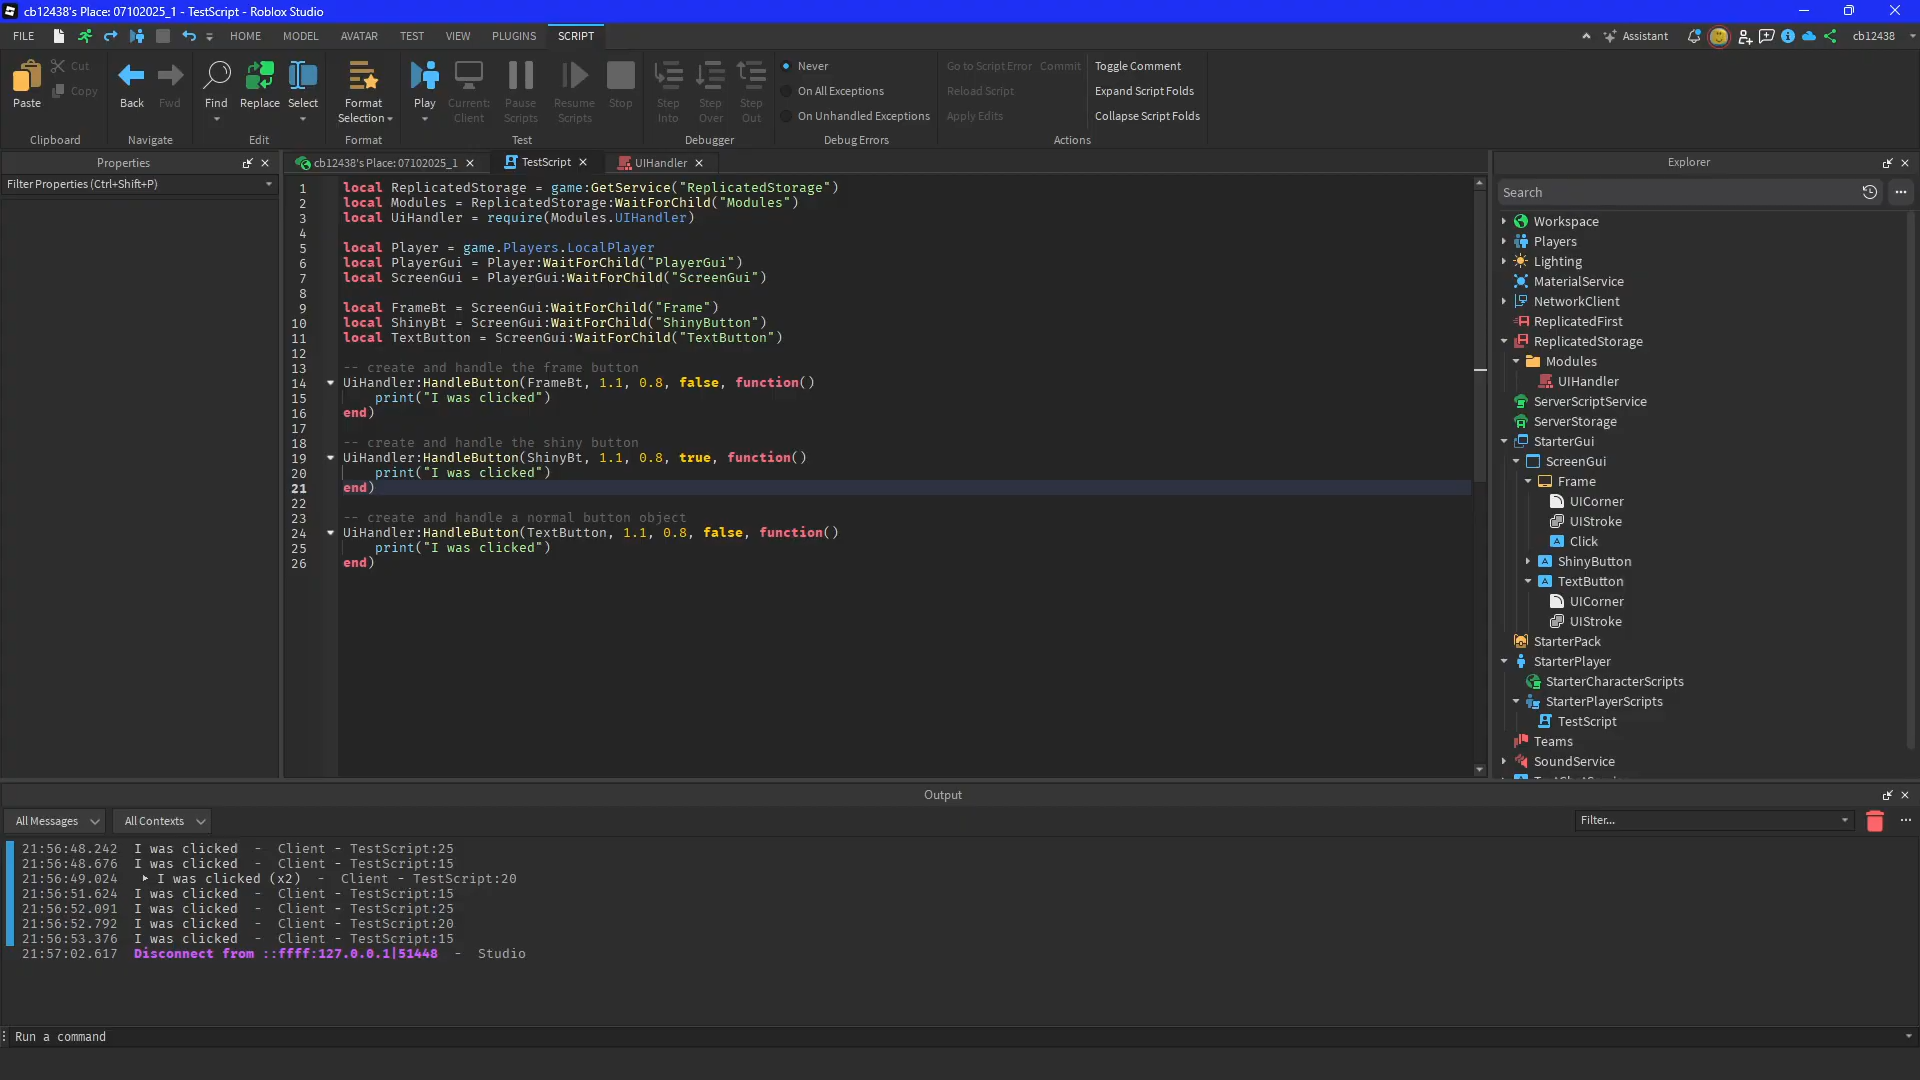 cb12438's Place: 07102025_1 - TestScript - Roblox Studio
FILE HOME MODEL AVATAR TEST VIEW PLUGINS SCRIPT Assistant cb12438
Paste Cut Copy Clipboard
Back Fwd Navigate
Find Replace Select Edit
Format Selection Format
Play Current: Client Pause Scripts Resume Scripts Stop Test
Step Into Step Over Step Out Debugger
Never
On All Exceptions
On Unhandled Exceptions
Debug Errors
Go to Script Error Commit
Reload Script
Apply Edits
Toggle Comment
Expand Script Folds
Collapse Script Folds
Actions
Properties
Filter Properties (Ctrl+Shift+P)
cb12438's Place: 07102025_1 TestScript UIHandler
1 local ReplicatedStorage = game:GetService("ReplicatedStorage")
2 local Modules = ReplicatedStorage:WaitForChild("Modules")
3 local UiHandler = require(Modules.UIHandler)
4
5 local Player = game.Players.LocalPlayer
6 local PlayerGui = Player:WaitForChild("PlayerGui")
7 local ScreenGui = PlayerGui:WaitForChild("ScreenGui")
8
9 local FrameBt = ScreenGui:WaitForChild("Frame")
10 local ShinyBt = ScreenGui:WaitForChild("ShinyButton")
11 local TextButton = ScreenGui:WaitForChild("TextButton")
12
13 -- create and handle the frame button
14 UiHandler:HandleButton(FrameBt, 1.1, 0.8, false, function()
15 print("I was clicked")
16 end)
17
18 -- create and handle the shiny button
19 UiHandler:HandleButton(ShinyBt, 1.1, 0.8, true, function()
20 print("I was clicked")
21 end)
22
23 -- create and handle a normal button object
24 UiHandler:HandleButton(TextButton, 1.1, 0.8, false, function()
25 print("I was clicked")
26 end)
Explorer
Search
Workspace
Players
Lighting
MaterialService
NetworkClient
ReplicatedFirst
ReplicatedStorage
Modules
UIHandler
ServerScriptService
ServerStorage
StarterGui
ScreenGui
Frame
UICorner
UIStroke
Click
ShinyButton
TextButton
UICorner
UIStroke
StarterPack
StarterPlayer
StarterCharacterScripts
StarterPlayerScripts
TestScript
Teams
SoundService
Output
All Messages All Contexts Filter...
21:56:48.242 I was clicked - Client - TestScript:25
21:56:48.676 I was clicked - Client - TestScript:15
21:56:49.024 I was clicked (x2) - Client - TestScript:20
21:56:51.624 I was clicked - Client - TestScript:15
21:56:52.091 I was clicked - Client - TestScript:25
21:56:52.792 I was clicked - Client - TestScript:20
21:56:53.376 I was clicked - Client - TestScript:15
21:57:02.617 Disconnect from ::ffff:127.0.0.1|51448 - Studio
Run a command